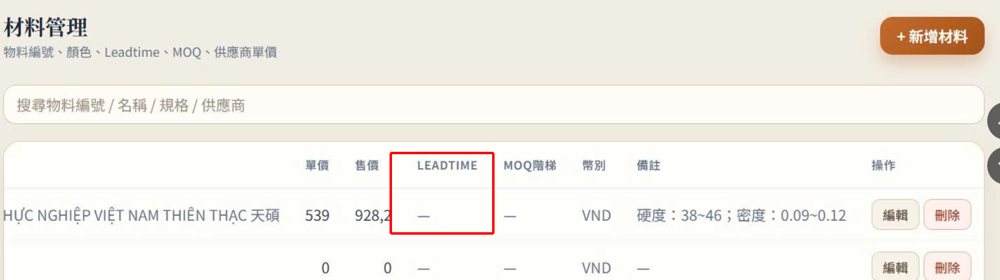 材料管理
物料編號、顏色、Leadtime、MOQ、供應商單價
+ 新增材料
搜尋物料編號 / 名稱 / 規格 / 供應商
單價 售價 LEADTIME MOQ階梯 幣別 備註 操作
HỰC NGHIỆP VIỆT NAM THIÊN THẠC 天碩 539 928,2 — — VND 硬度：38~46；密度：0.09~0.12 編輯 刪除
0 0 — — VND — 編輯 刪除